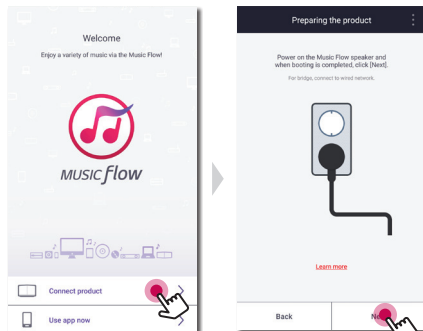 Welcome
Enjoy a variety of music via the Music Flow!
MUSIC flow
Connect product
Use app now
Preparing the product
Power on the Music Flow speaker and
when booting is completed, click [Next].
For bridge, connect to wired network.
Learn more
Back